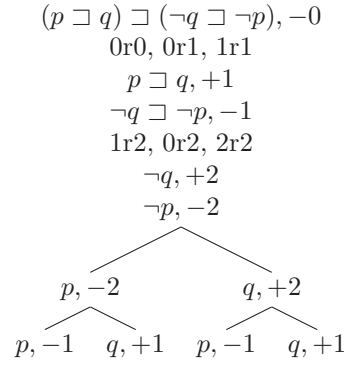 (p ⊐ q) ⊐ (¬q ⊐ ¬p), −0
0r0, 0r1, 1r1
p ⊐ q, +1
¬q ⊐ ¬p, −1
1r2, 0r2, 2r2
¬q, +2
¬p, −2
p, −2 q, +2
p, −1 q, +1 p, −1 q, +1